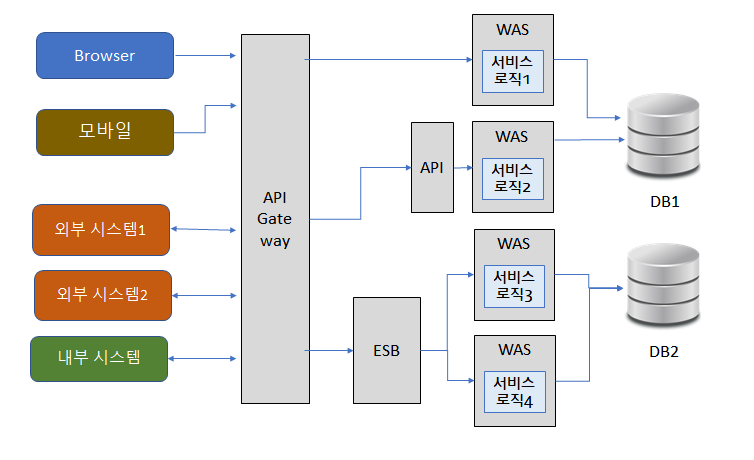 Browser
모바일
외부 시스템1
외부 시스템2
내부 시스템
API
Gate
way
API
ESB
WAS
서비스
로직1
WAS
서비스
로직2
WAS
서비스
로직3
WAS
서비스
로직4
DB1
DB2